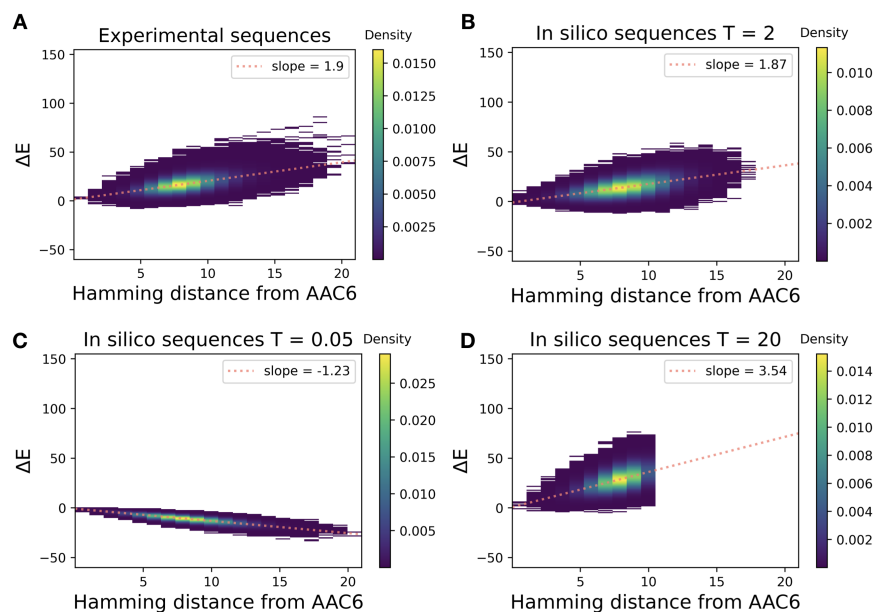 A
Experimental sequences
Density
slope = 1.9
150
100
50
0
−50
ΔE
5
10
15
20
Hamming distance from AAC6
0.0150
0.0125
0.0100
0.0075
0.0050
0.0025
B
In silico sequences T = 2
Density
slope = 1.87
150
100
50
0
−50
ΔE
5
10
15
20
Hamming distance from AAC6
0.010
0.008
0.006
0.004
0.002
C
In silico sequences T = 0.05
Density
slope = -1.23
150
100
50
0
−50
ΔE
5
10
15
20
Hamming distance from AAC6
0.025
0.020
0.015
0.010
0.005
D
In silico sequences T = 20
Density
slope = 3.54
150
100
50
0
−50
ΔE
5
10
15
20
Hamming distance from AAC6
0.014
0.012
0.010
0.008
0.006
0.004
0.002